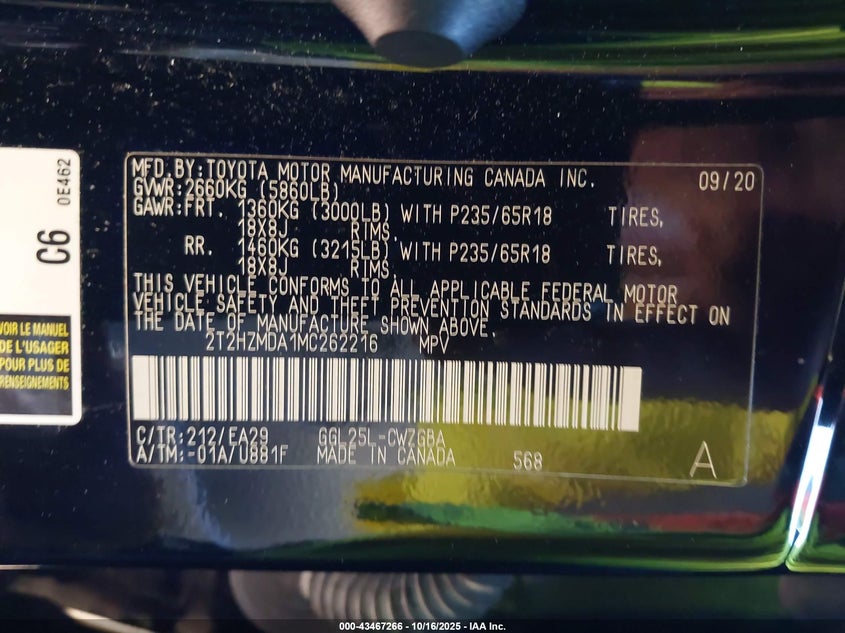 C6
0E462
VOIR LE MANUEL
DE L'USAGER
POUR PLUS DE
RENSEIGNEMENTS
MFD.BY:TOYOTA MOTOR MANUFACTURING CANADA INC. 09/20
GVWR:2660KG (5860LB)
GAWR:FRT. 1360KG (3000LB) WITH P235/65R18 TIRES,
18X8J RIMS.
RR. 1460KG (3215LB) WITH P235/65R18 TIRES,
18X8J RIMS.
THIS VEHICLE CONFORMS TO ALL APPLICABLE FEDERAL MOTOR
VEHICLE SAFETY AND THEFT PREVENTION STANDARDS IN EFFECT ON
THE DATE OF MANUFACTURE SHOWN ABOVE.
2T2HZMDA1MC262216 MPV
C/TR:212/EA29 GGL25L-CWZGBA
A/TM:-01A/U881F MADE IN CANADA 568 A
000-43467266 - 10/16/2025 - IAA Inc.